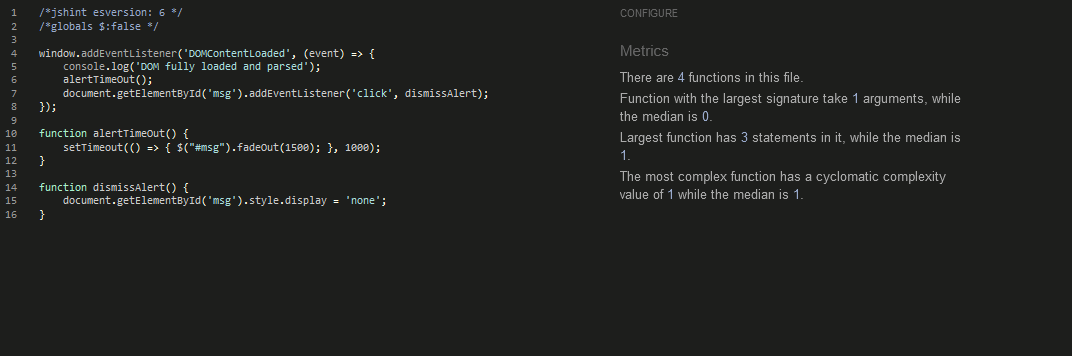 1 /*jshint esversion: 6 */
2 /*globals $:false */
3
4 window.addEventListener('DOMContentLoaded', (event) => {
5     console.log('DOM fully loaded and parsed');
6     alertTimeOut();
7     document.getElementById('msg').addEventListener('click', dismissAlert);
8 });
9
10 function alertTimeOut() {
11     setTimeout(() => { $("#msg").fadeOut(1500); }, 1000);
12 }
13
14 function dismissAlert() {
15     document.getElementById('msg').style.display = 'none';
16 }
CONFIGURE
Metrics
There are 4 functions in this file.
Function with the largest signature take 1 arguments, while
the median is 0.
Largest function has 3 statements in it, while the median is
1.
The most complex function has a cyclomatic complexity
value of 1 while the median is 1.